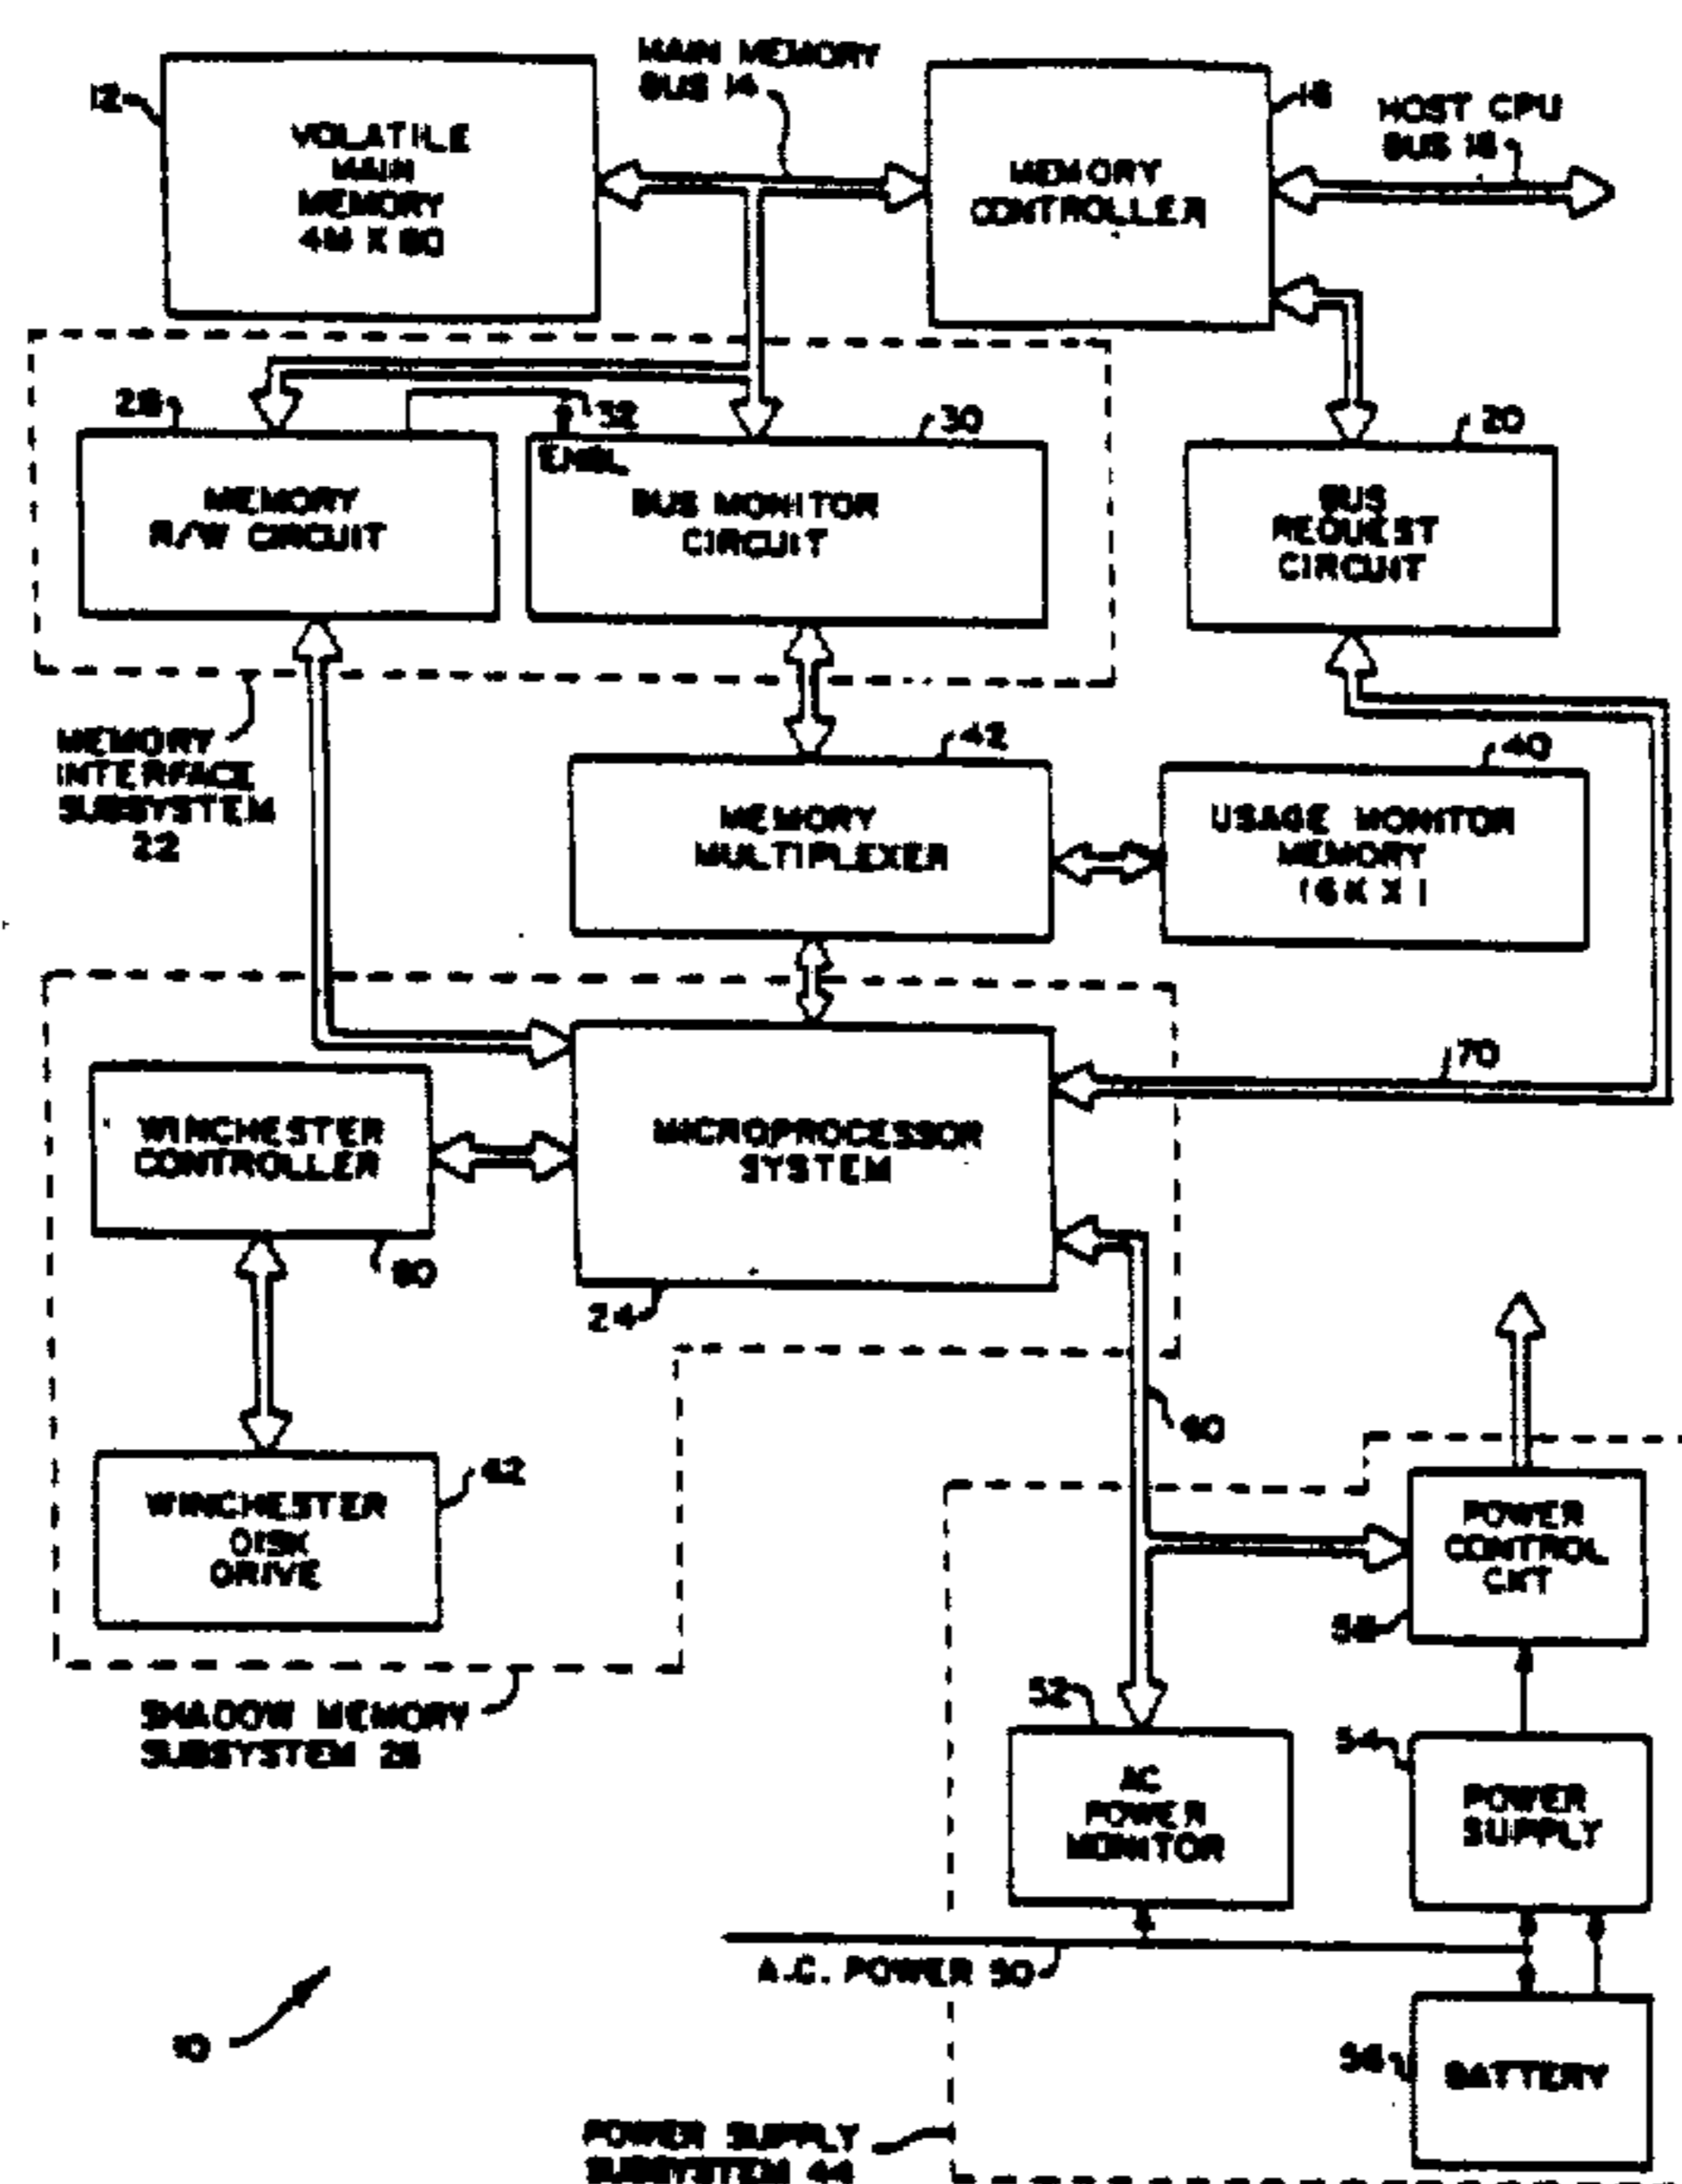 MAIN MEMORY
BUS 14
12
VOLATILE
MAIN
MEMORY
4M X 80
MEMORY
CONTROLLER
16
HOST CPU
BUS 18
28
32
30
20
ENBL
MEMORY
R/W CIRCUIT
BUS MONITOR
CIRCUIT
BUS
REQUEST
CIRCUIT
MEMORY
INTERFACE
SUBSYSTEM
22
42
40
MEMORY
MULTIPLEXER
USAGE MONITOR
MEMORY
16K X 1
70
WINCHESTER
CONTROLLER
MICROPROCESSOR
SYSTEM
24
WINCHESTER
DISK
DRIVE
POWER
CONTROL
CKT
58
SHADOW MEMORY
SUBSYSTEM 26
52
54
AC
POWER
MONITOR
POWER
SUPPLY
A.C. POWER 50
10
56
BATTERY
POWER SUPPLY
SUBSYSTEM 44